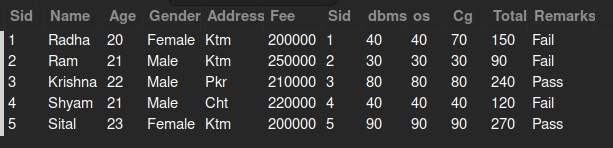 Sid Name Age Gender Address Fee Sid dbms os Cg Total Remarks
1 Radha 20 Female Ktm 200000 1 40 40 70 150 Fail
2 Ram 21 Male Ktm 250000 2 30 30 30 90 Fail
3 Krishna 22 Male Pkr 210000 3 80 80 80 240 Pass
4 Shyam 21 Male Cht 220000 4 40 40 40 120 Fail
5 Sital 23 Female Ktm 200000 5 90 90 90 270 Pass